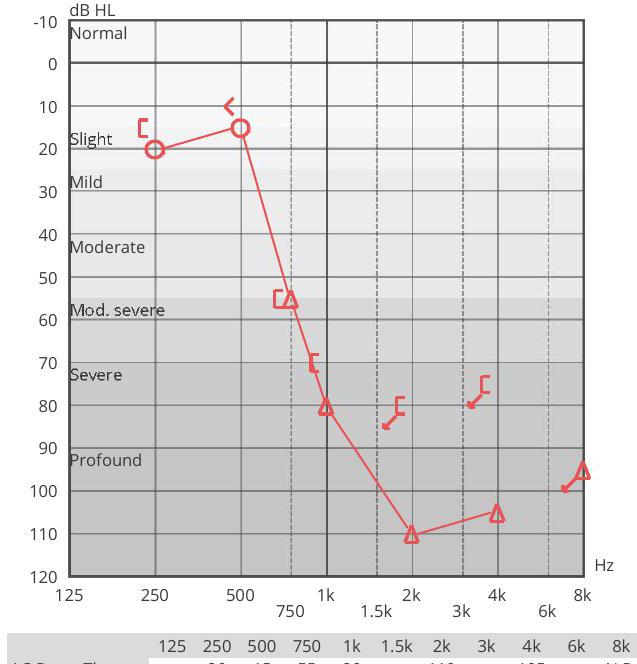 dB HL
-10
Normal
0
10
Slight
20
Mild
30
40
Moderate
50
Mod. severe
60
70
Severe
80
90
Profound
100
110
120
Hz
125 250 500 1k 2k 4k 8k
750 1.5k 3k 6k
125 250 500 750 1k 1.5k 2k 3k 4k 6k 8k